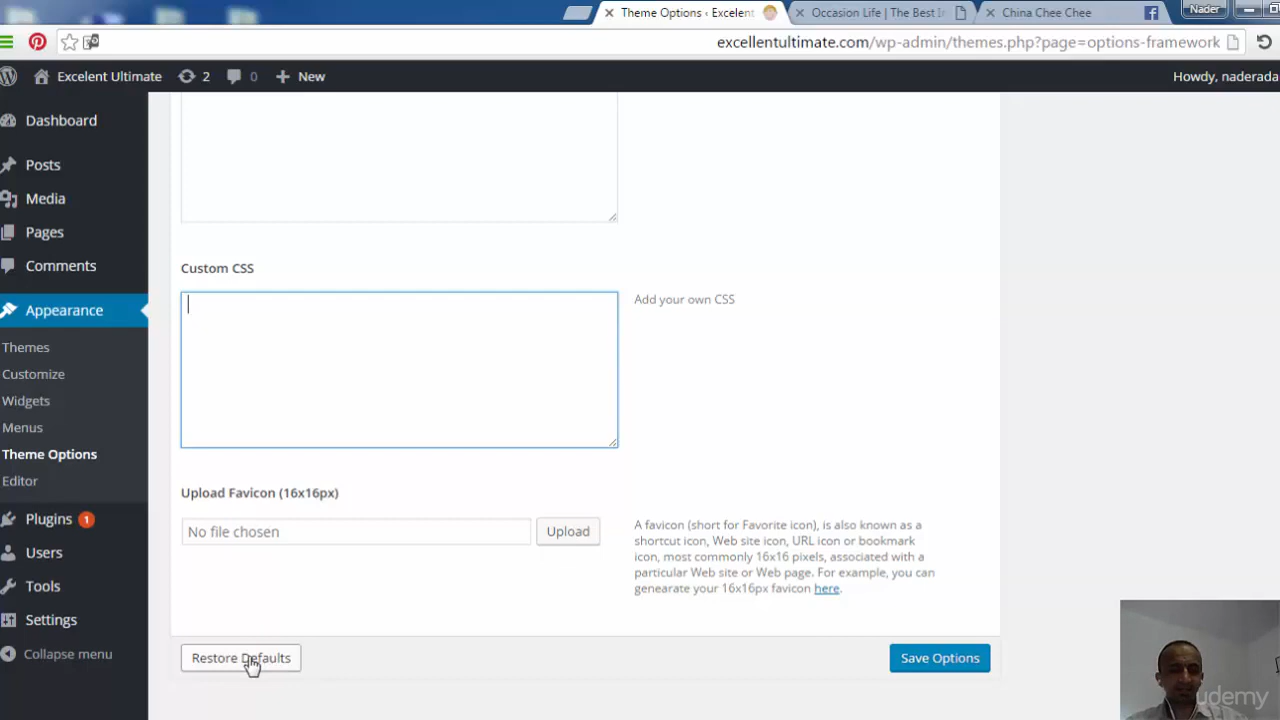 Theme Options ‹ Excelent
Occasion Life | The Best In
China Chee Chee
Nader
excellentultimate.com/wp-admin/themes.php?page=options-framework
Excelent Ultimate
2
0
New
Howdy, naderada
Dashboard
Posts
Media
Pages
Comments
Appearance
Themes
Customize
Widgets
Menus
Theme Options
Editor
Plugins 1
Users
Tools
Settings
Collapse menu
Custom CSS
Add your own CSS
Upload Favicon (16x16px)
No file chosen
Upload
A favicon (short for Favorite icon), is also known as a
shortcut icon, Web site icon, URL icon or bookmark
icon, most commonly 16x16 pixels, associated with a
particular Web site or Web page. For example, you can
genearate your 16x16px favicon here.
Restore Defaults
Save Options
udemy